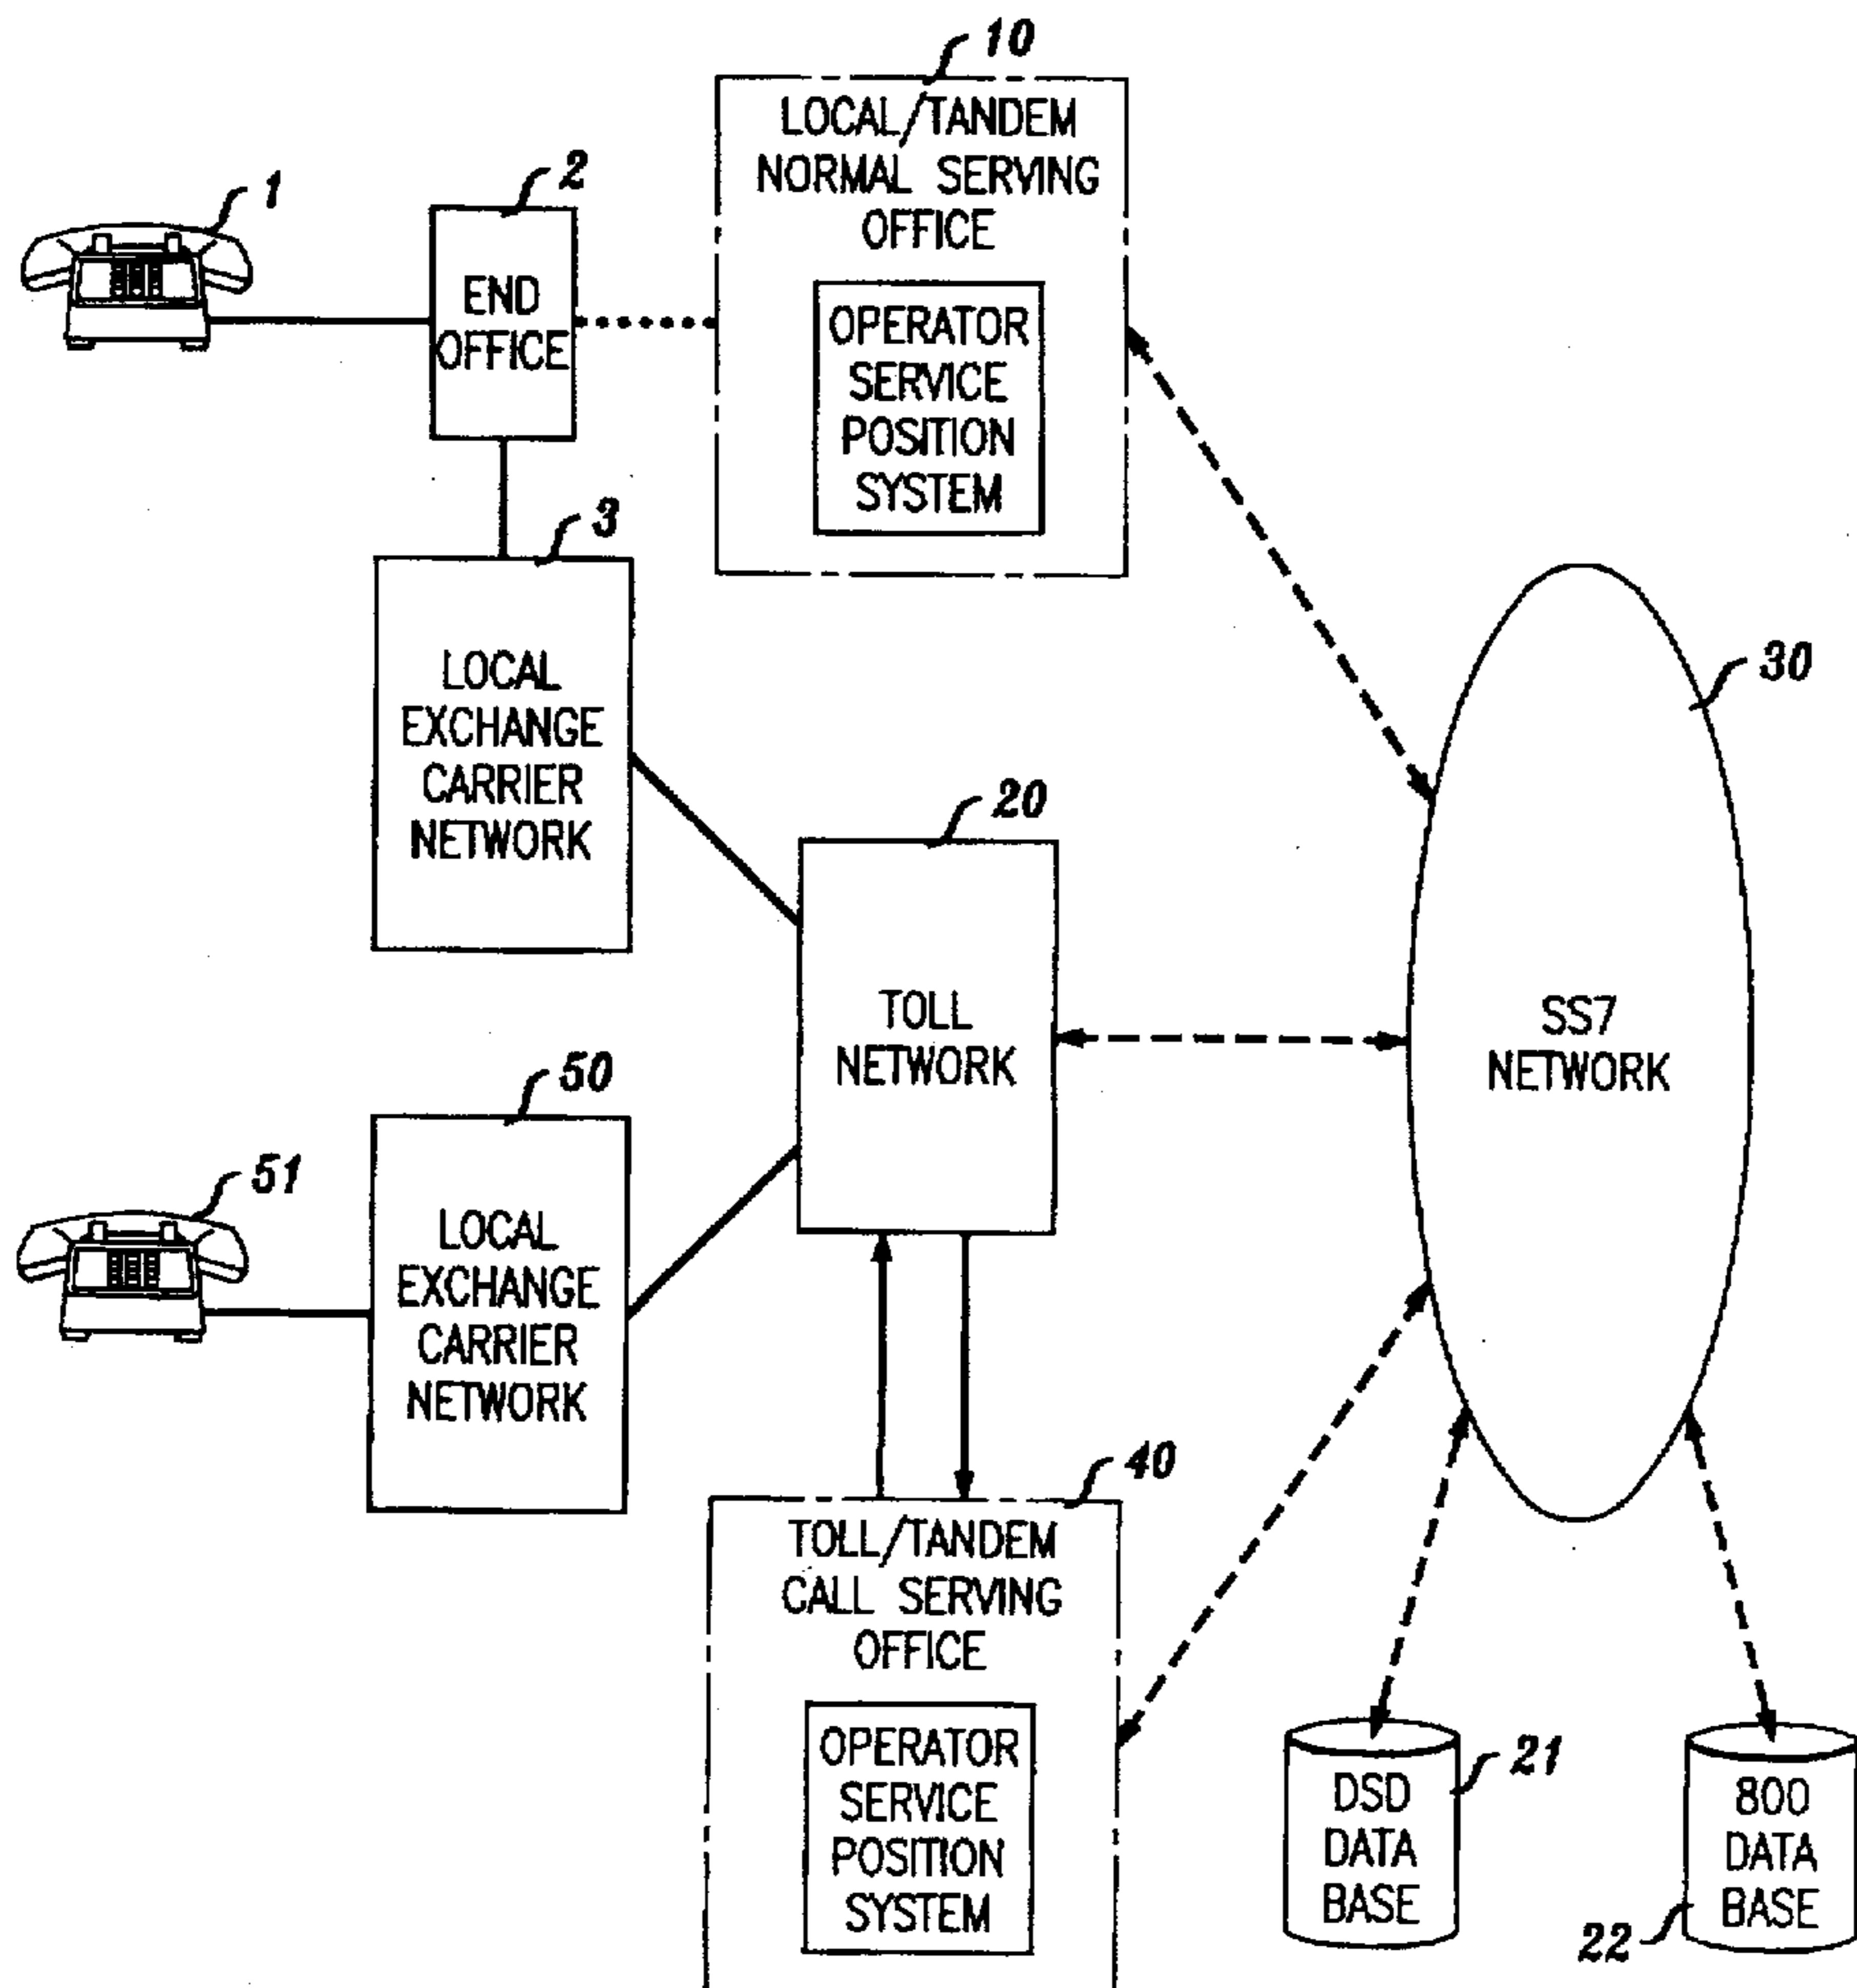 10
LOCAL/TANDEM
NORMAL SERVING
OFFICE
OPERATOR
SERVICE
POSITION
SYSTEM
1
2
END
OFFICE
3
LOCAL
EXCHANGE
CARRIER
NETWORK
30
SS7
NETWORK
20
TOLL
NETWORK
50
LOCAL
EXCHANGE
CARRIER
NETWORK
51
40
TOLL/TANDEM
CALL SERVING
OFFICE
OPERATOR
SERVICE
POSITION
SYSTEM
21
DSD
DATA
BASE
22
800
DATA
BASE